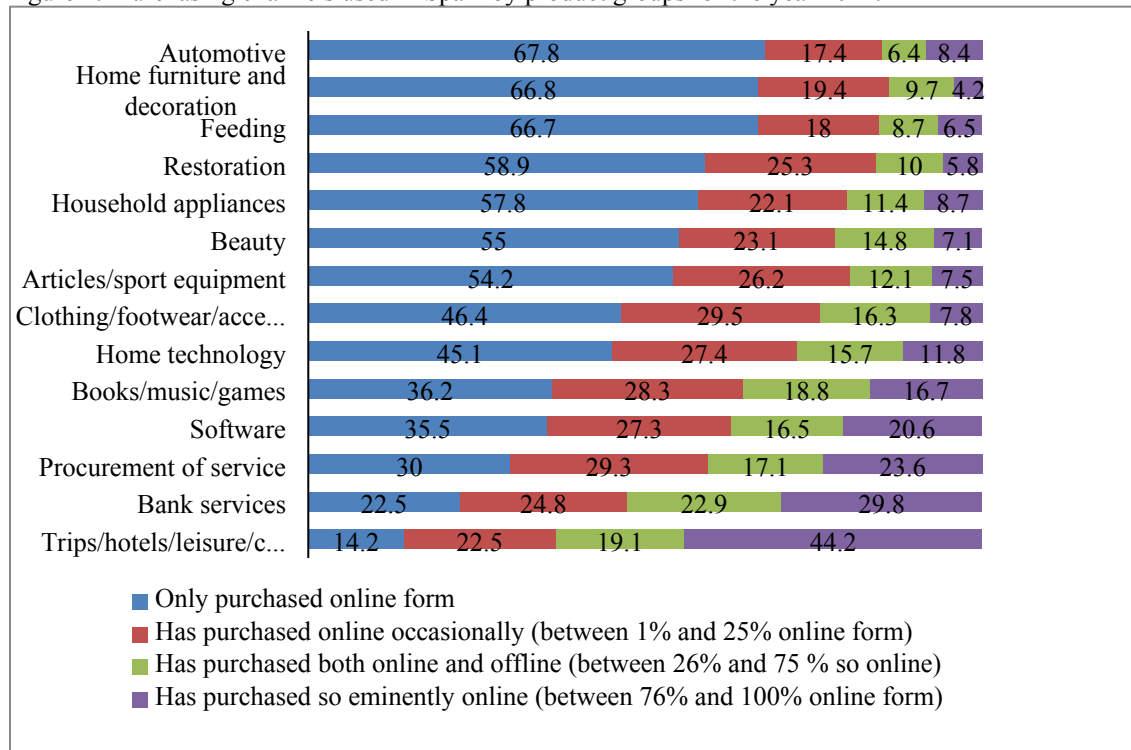 Automotive 67.8 17.4 6.4 8.4
Home furniture and
decoration 66.8 19.4 9.7 4.2
Feeding 66.7 18 8.7 6.5
Restoration 58.9 25.3 10 5.8
Household appliances 57.8 22.1 11.4 8.7
Beauty 55 23.1 14.8 7.1
Articles/sport equipment 54.2 26.2 12.1 7.5
Clothing/footwear/acce... 46.4 29.5 16.3 7.8
Home technology 45.1 27.4 15.7 11.8
Books/music/games 36.2 28.3 18.8 16.7
Software 35.5 27.3 16.5 20.6
Procurement of service 30 29.3 17.1 23.6
Bank services 22.5 24.8 22.9 29.8
Trips/hotels/leisure/c... 14.2 22.5 19.1 44.2
Only purchased online form
Has purchased online occasionally (between 1% and 25% online form)
Has purchased both online and offline (between 26% and 75 % so online)
Has purchased so eminently online (between 76% and 100% online form)